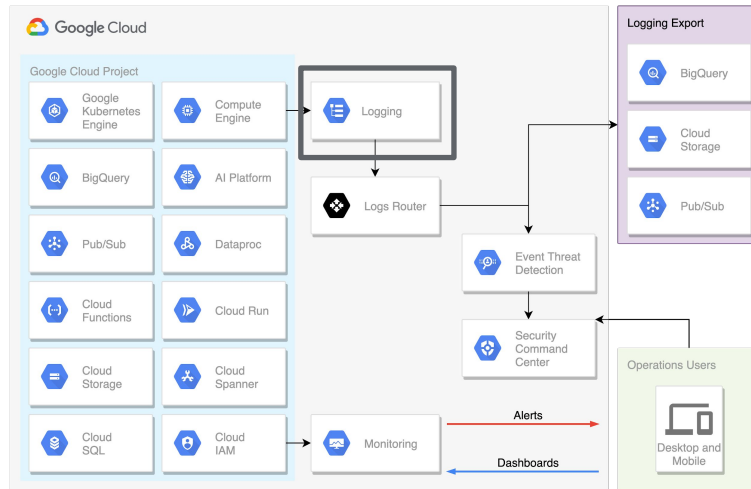 Google Cloud
Google Cloud Project
Google
Kubernetes
Engine
Compute
Engine
BigQuery
AI Platform
Pub/Sub
Dataproc
Cloud
Functions
Cloud Run
Cloud
Storage
Cloud
Spanner
Cloud
SQL
Cloud
IAM
Logging
Logs Router
Event Threat
Detection
Security
Command
Center
Monitoring
Alerts
Dashboards
Logging Export
BigQuery
Cloud
Storage
Pub/Sub
Operations Users
Desktop and
Mobile